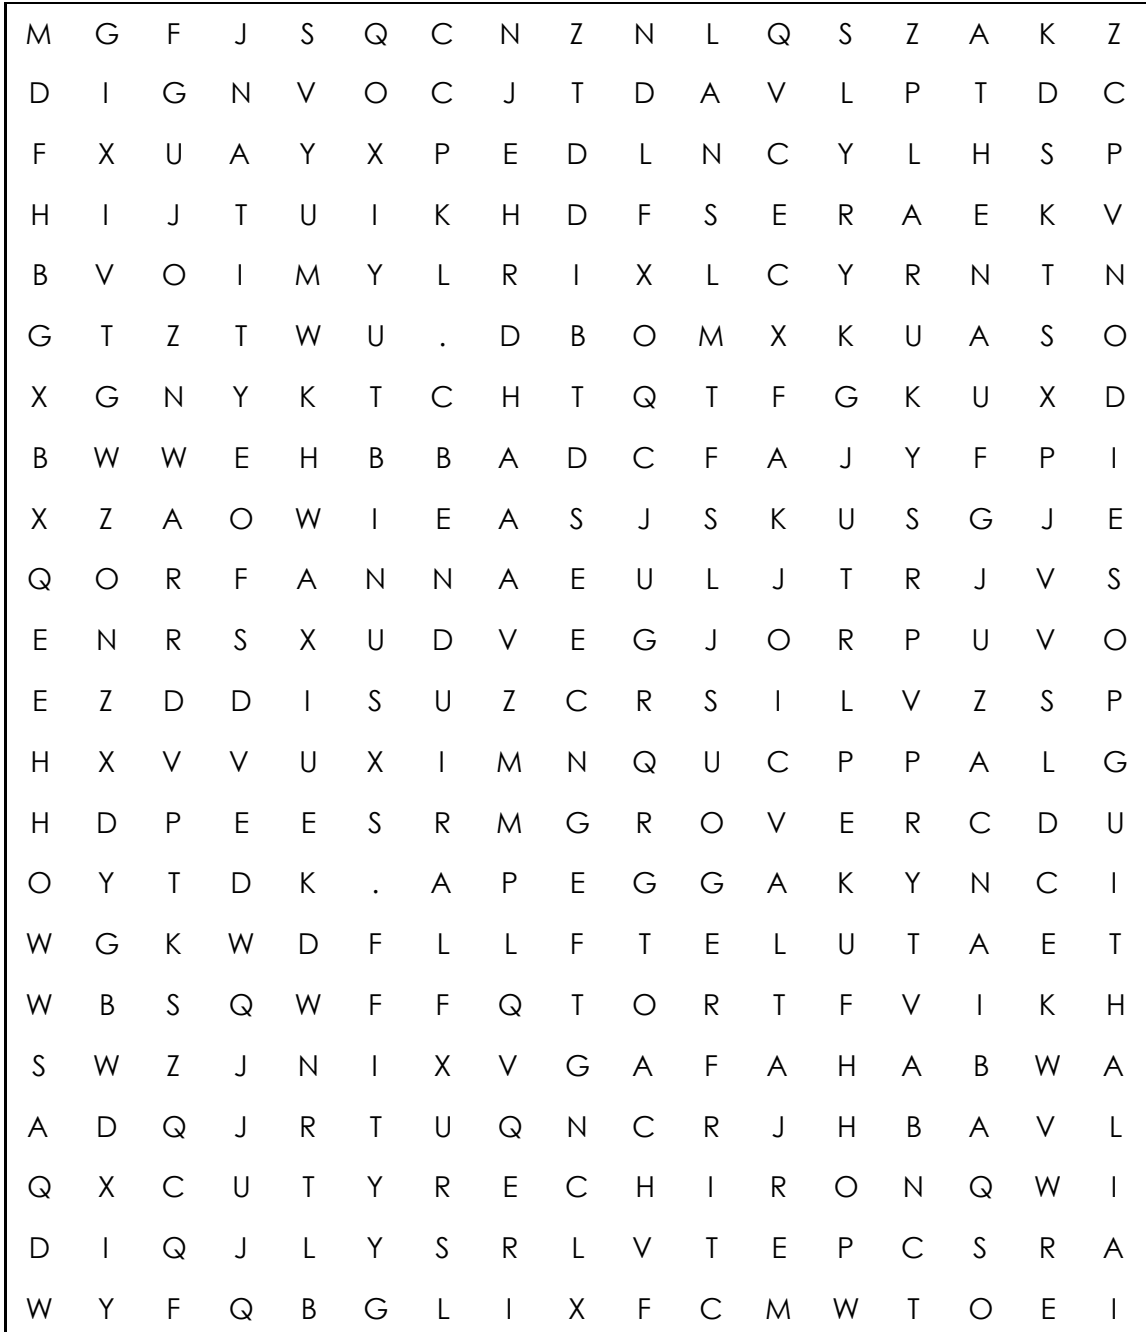 M G F J S Q C N Z N L Q S Z A K Z
D I G N V O C J T D A V L P T D C
F X U A Y X P E D L N C Y L H S P
H I J T U I K H D F S E R A E K V
B V O I M Y L R I X L C Y R N T N
G T Z T W U . D B O M X K U A S O
X G N Y K T C H T Q T F G K U X D
B W W E H B B A D C F A J Y F P I
X Z A O W I E A S J S K U S G J E
Q O R F A N N A E U L J T R J V S
E N R S X U D V E G J O R P U V O
E Z D D I S U Z C R S I L V Z S P
H X V V U X I M N Q U C P P A L G
H D P E E S R M G R O V E R C D U
O Y T D K . A P E G G A K Y N C I
W G K W D F L L F T E L U T A E T
W B S Q W F F Q T O R T F V I K H
S W Z J N I X V G A F A H A B W A
A D Q J R T U Q N C R J H B A V L
Q X C U T Y R E C H I R O N Q W I
D I Q J L Y S R L V T E P C S R A
W Y F Q B G L I X F C M W T O E I